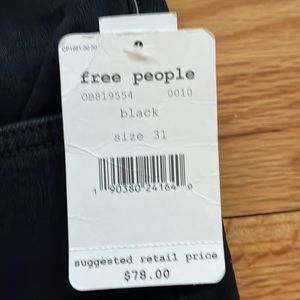 free people
OB819554 0010
black
size 31
1 90380 24164 0
suggested retail price
$78.00